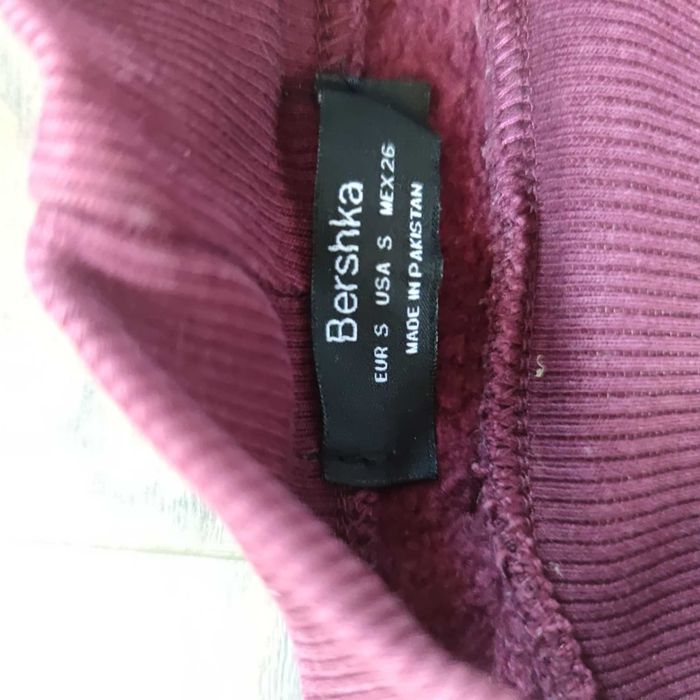 Bershka
EUR S USA S MEX 26
MADE IN PAKISTAN